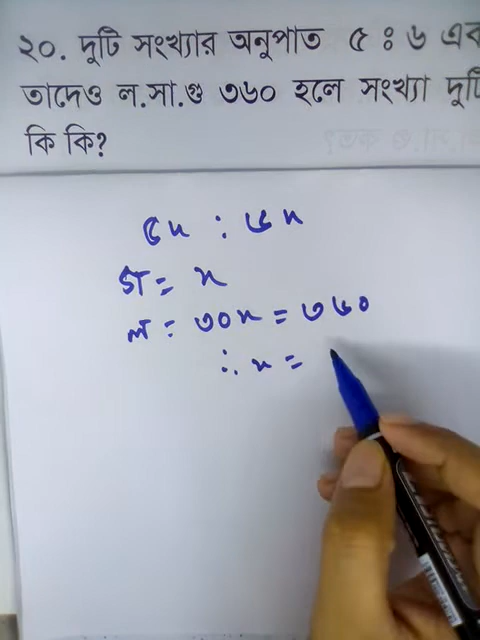 ২০. দুটি সংখ্যার অনুপাত ৫ : ৬ এব
তাদেও ল.সা.গু ৩৬০ হলে সংখ্যা দুটি
কি কি?
৫x : ৬x
গ = x
ল = ৩০x = ৩৬০
∴ x =